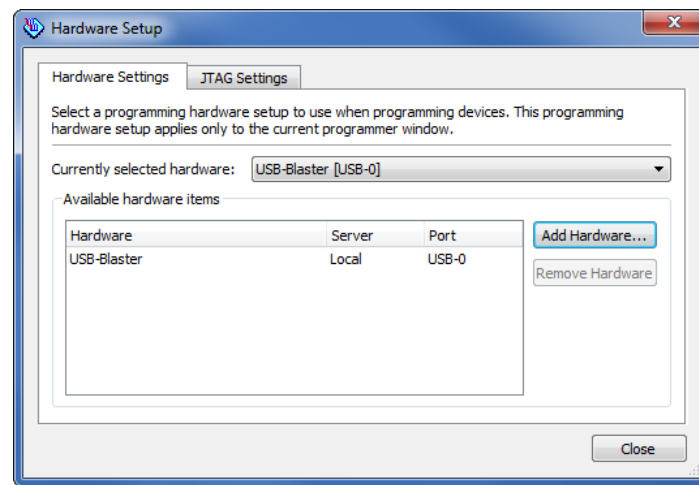 Hardware Setup
Hardware Settings
JTAG Settings
Select a programming hardware setup to use when programming devices. This programming
hardware setup applies only to the current programmer window.
Currently selected hardware:
USB-Blaster [USB-0]
Available hardware items
Hardware Server Port
USB-Blaster Local USB-0
Add Hardware...
Remove Hardware
Close